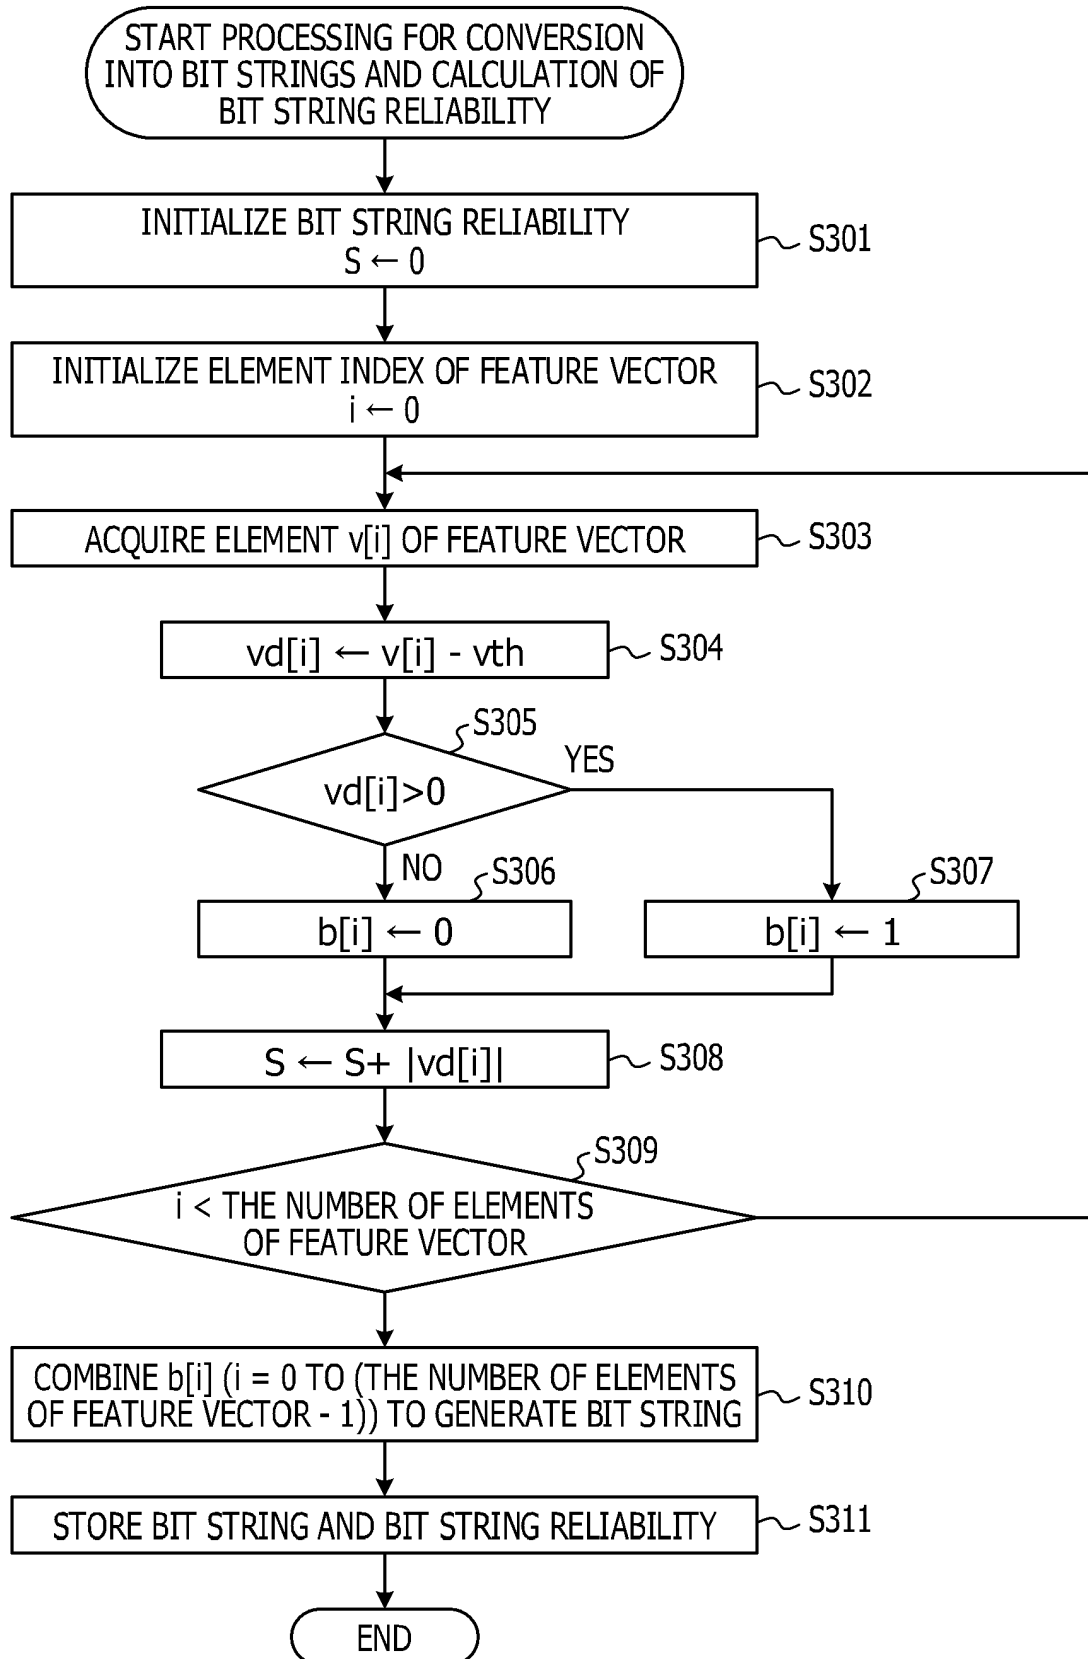 START PROCESSING FOR CONVERSION
INTO BIT STRINGS AND CALCULATION OF
BIT STRING RELIABILITY
INITIALIZE BIT STRING RELIABILITY
S ← 0
S301
INITIALIZE ELEMENT INDEX OF FEATURE VECTOR
i ← 0
S302
ACQUIRE ELEMENT v[i] OF FEATURE VECTOR
S303
vd[i] ← v[i] - vth
S304
S305
vd[i]>0
YES
NO
S306
b[i] ← 0
S307
b[i] ← 1
S ← S+ |vd[i]|
S308
S309
i < THE NUMBER OF ELEMENTS
OF FEATURE VECTOR
COMBINE b[i] (i = 0 TO (THE NUMBER OF ELEMENTS
OF FEATURE VECTOR - 1)) TO GENERATE BIT STRING
S310
STORE BIT STRING AND BIT STRING RELIABILITY
S311
END